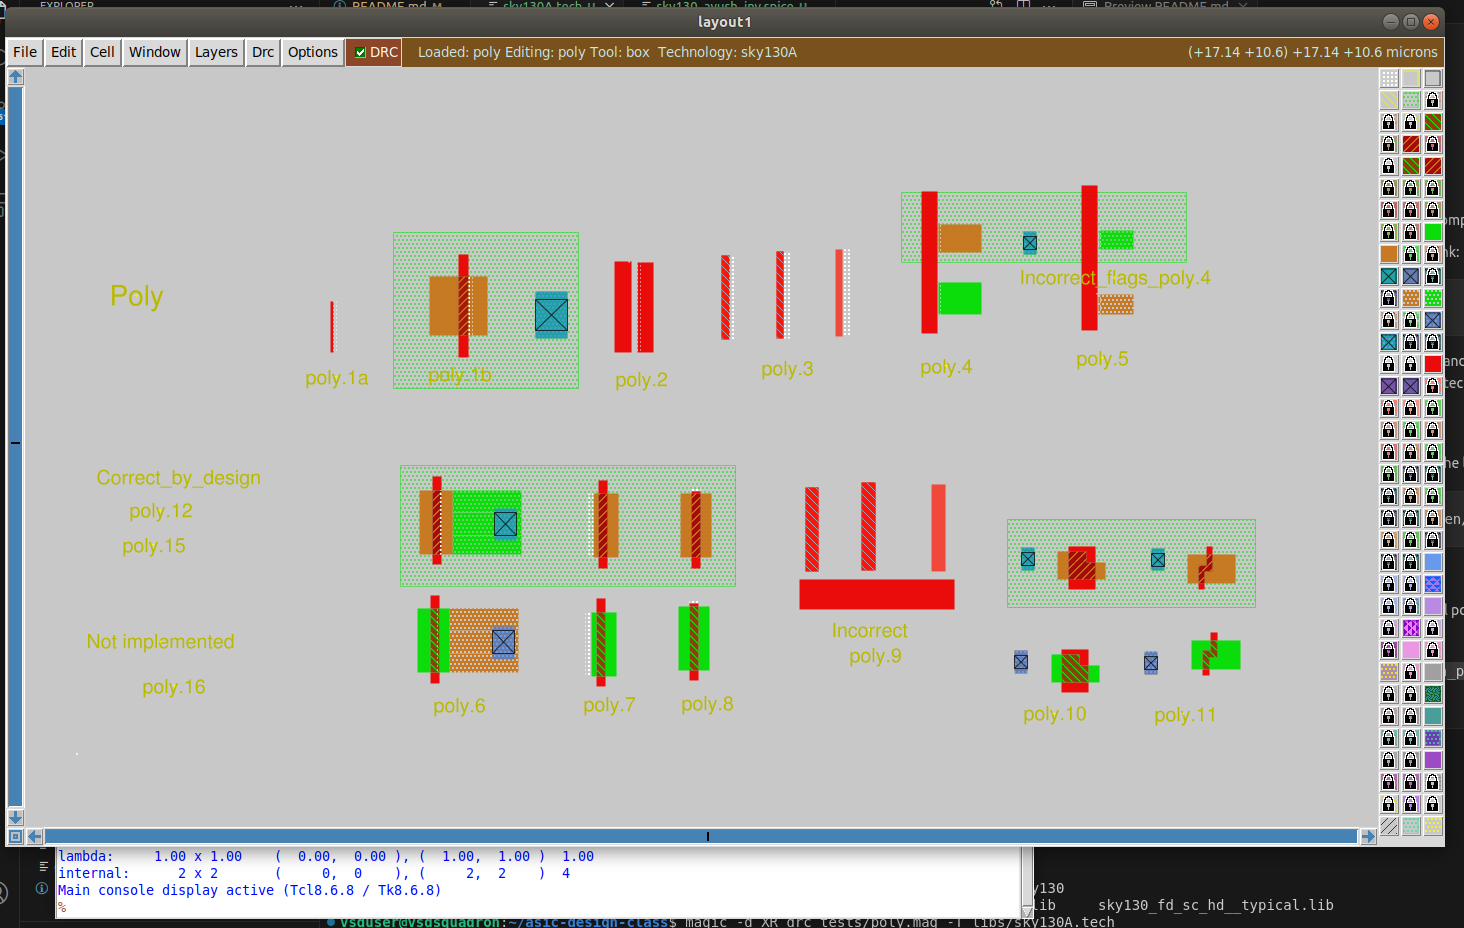 EXPLORER
README.md M
sky130A.tech U
sky130_ayush_inv.spice U
Preview README.md
layout1
File Edit Cell Window Layers Drc Options DRC Loaded: poly Editing: poly Tool: box Technology: sky130A (+17.14 +10.6) +17.14 +10.6 microns
Incorrect_flags_poly.4
Poly
poly.1a
poly.1b
poly.2
poly.3
poly.4
poly.5
Correct_by_design
poly.12
poly.15
Not implemented
poly.16
poly.6
poly.7
poly.8
Incorrect
poly.9
poly.10
poly.11
lambda: 1.00 x 1.00 ( 0.00, 0.00 ), ( 1.00, 1.00 ) 1.00
internal: 2 x 2 ( 0, 0 ), ( 2, 2 ) 4
Main console display active (Tcl8.6.8 / Tk8.6.8)
%
y130
lib sky130_fd_sc_hd__typical.lib
vsduser@vsdsquadron:~/asic-design-class$ magic -d XR drc_tests/poly.mag -T libs/sky130A.tech